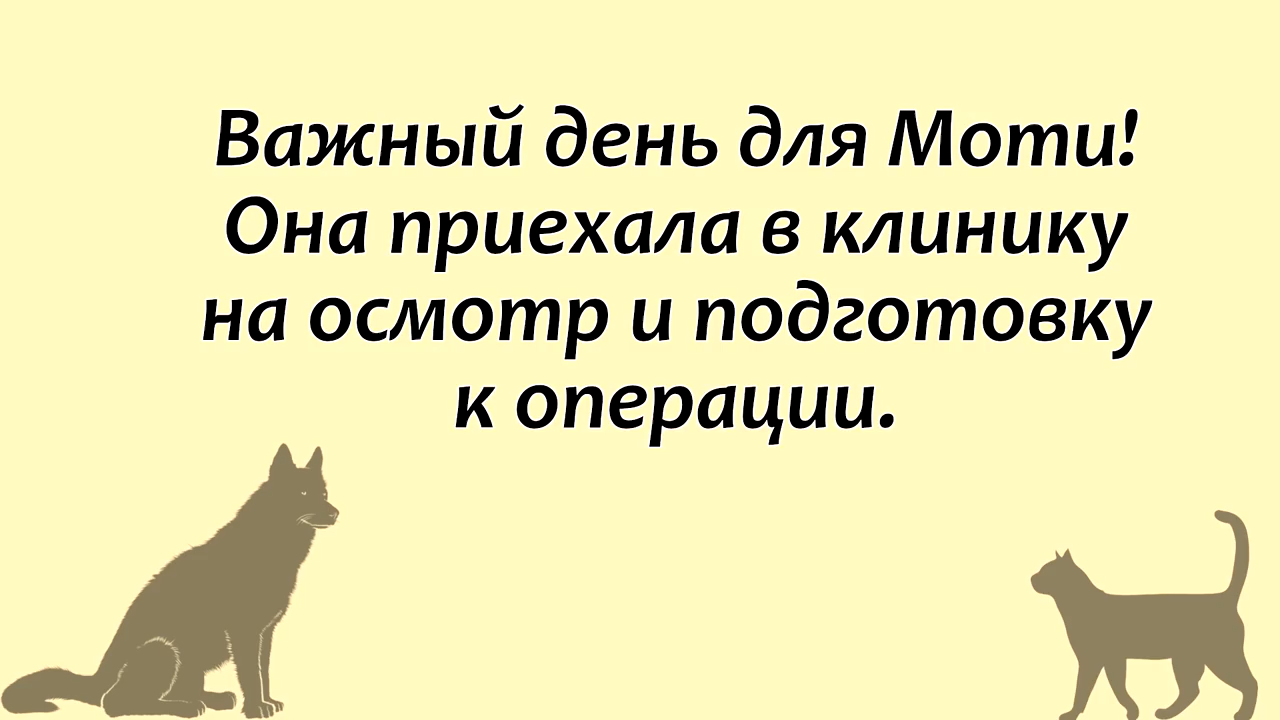 Важный день для Моти!
Она приехала в клинику
на осмотр и подготовку
к операции.